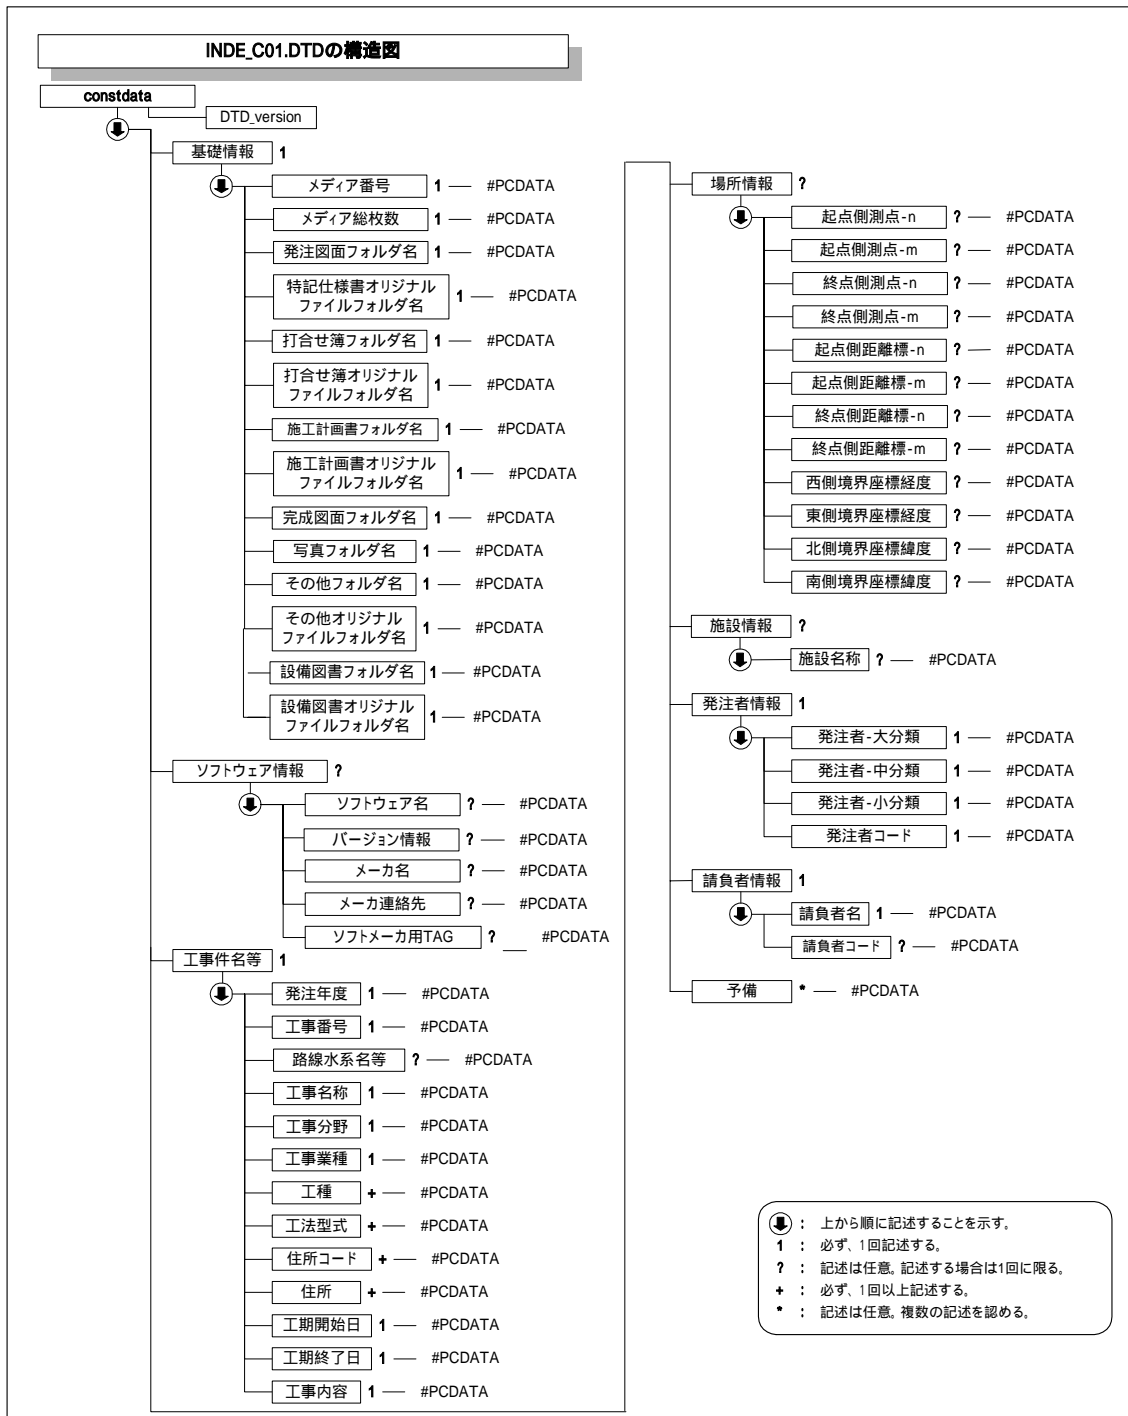 INDE_C01.DTDの構造図
constdata
DTD_version
基礎情報 1
メディア番号 1 #PCDATA
メディア総枚数 1 #PCDATA
発注図面フォルダ名 1 #PCDATA
特記仕様書オリジナル
ファイルフォルダ名 1 #PCDATA
打合せ簿フォルダ名 1 #PCDATA
打合せ簿オリジナル
ファイルフォルダ名 1 #PCDATA
施工計画書フォルダ名 1 #PCDATA
施工計画書オリジナル
ファイルフォルダ名 1 #PCDATA
完成図面フォルダ名 1 #PCDATA
写真フォルダ名 1 #PCDATA
その他フォルダ名 1 #PCDATA
その他オリジナル
ファイルフォルダ名 1 #PCDATA
設備図書フォルダ名 1 #PCDATA
設備図書オリジナル
ファイルフォルダ名 1 #PCDATA
ソフトウェア情報 ?
ソフトウェア名 ? #PCDATA
バージョン情報 ? #PCDATA
メーカ名 ? #PCDATA
メーカ連絡先 ? #PCDATA
ソフトメーカ用TAG ? #PCDATA
工事件名等 1
発注年度 1 #PCDATA
工事番号 1 #PCDATA
路線水系名等 ? #PCDATA
工事名称 1 #PCDATA
工事分野 1 #PCDATA
工事業種 1 #PCDATA
工種 + #PCDATA
工法型式 + #PCDATA
住所コード + #PCDATA
住所 + #PCDATA
工期開始日 1 #PCDATA
工期終了日 1 #PCDATA
工事内容 1 #PCDATA
場所情報 ?
起点側測点-n ? #PCDATA
起点側測点-m ? #PCDATA
終点側測点-n ? #PCDATA
終点側測点-m ? #PCDATA
起点側距離標-n ? #PCDATA
起点側距離標-m ? #PCDATA
終点側距離標-n ? #PCDATA
終点側距離標-m ? #PCDATA
西側境界座標経度 ? #PCDATA
東側境界座標経度 ? #PCDATA
北側境界座標緯度 ? #PCDATA
南側境界座標緯度 ? #PCDATA
施設情報 ?
施設名称 ? #PCDATA
発注者情報 1
発注者-大分類 1 #PCDATA
発注者-中分類 1 #PCDATA
発注者-小分類 1 #PCDATA
発注者コード 1 #PCDATA
請負者情報 1
請負者名 1 #PCDATA
請負者コード ? #PCDATA
予備 * #PCDATA
: 上から順に記述することを示す。
1 : 必ず、1回記述する。
? : 記述は任意。記述する場合は1回に限る。
+ : 必ず、1回以上記述する。
* : 記述は任意。複数の記述を認める。